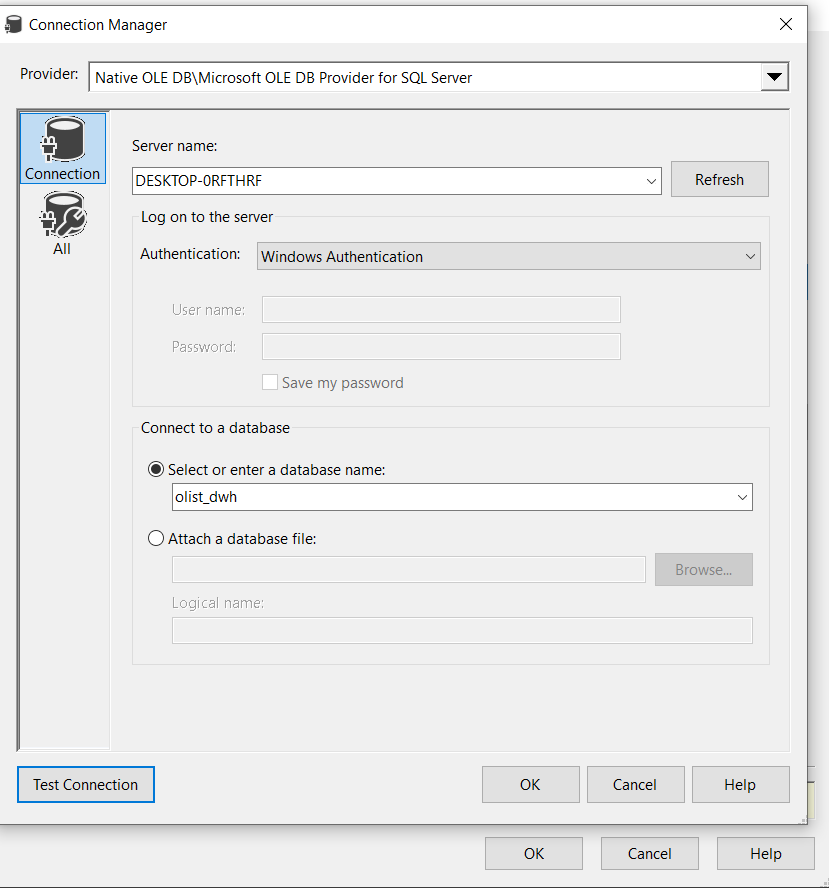 Connection Manager
Provider: Native OLE DB\Microsoft OLE DB Provider for SQL Server
Connection
All
Server name:
DESKTOP-0RFTHRF Refresh
Log on to the server
Authentication: Windows Authentication
User name:
Password:
Save my password
Connect to a database
Select or enter a database name:
olist_dwh
Attach a database file:
Browse...
Logical name:
Test Connection OK Cancel Help
OK Cancel Help